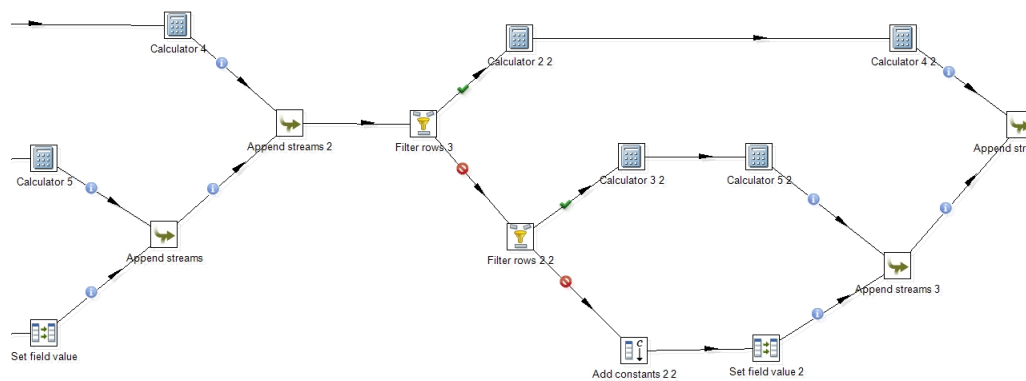 Calculator 4
Calculator 2 2
Calculator 4 2
Append streams 2
Filter rows 3
Append str
Calculator 5
Calculator 3 2
Calculator 5 2
Append streams
Filter rows 2 2
Append streams 3
Set field value
Add constants 2 2
Set field value 2
C